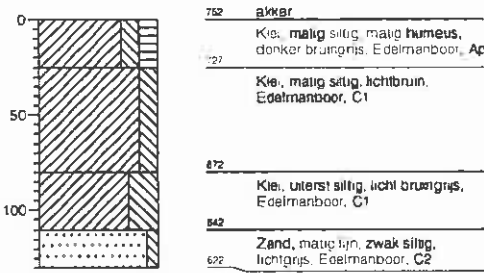 0
50
100
752 akker
Klei, matig siltig, matig humeus,
donker bruingrijs, Edelmanboor, Ap
727
Klei, matig siltig, lichtbruin,
Edelmanboor, C1
672
Klei, uiterst siltig, licht bruingrijs,
Edelmanboor, C1
642
Zand, matig fijn, zwak siltig,
lichtgrijs, Edelmanboor, C2
622